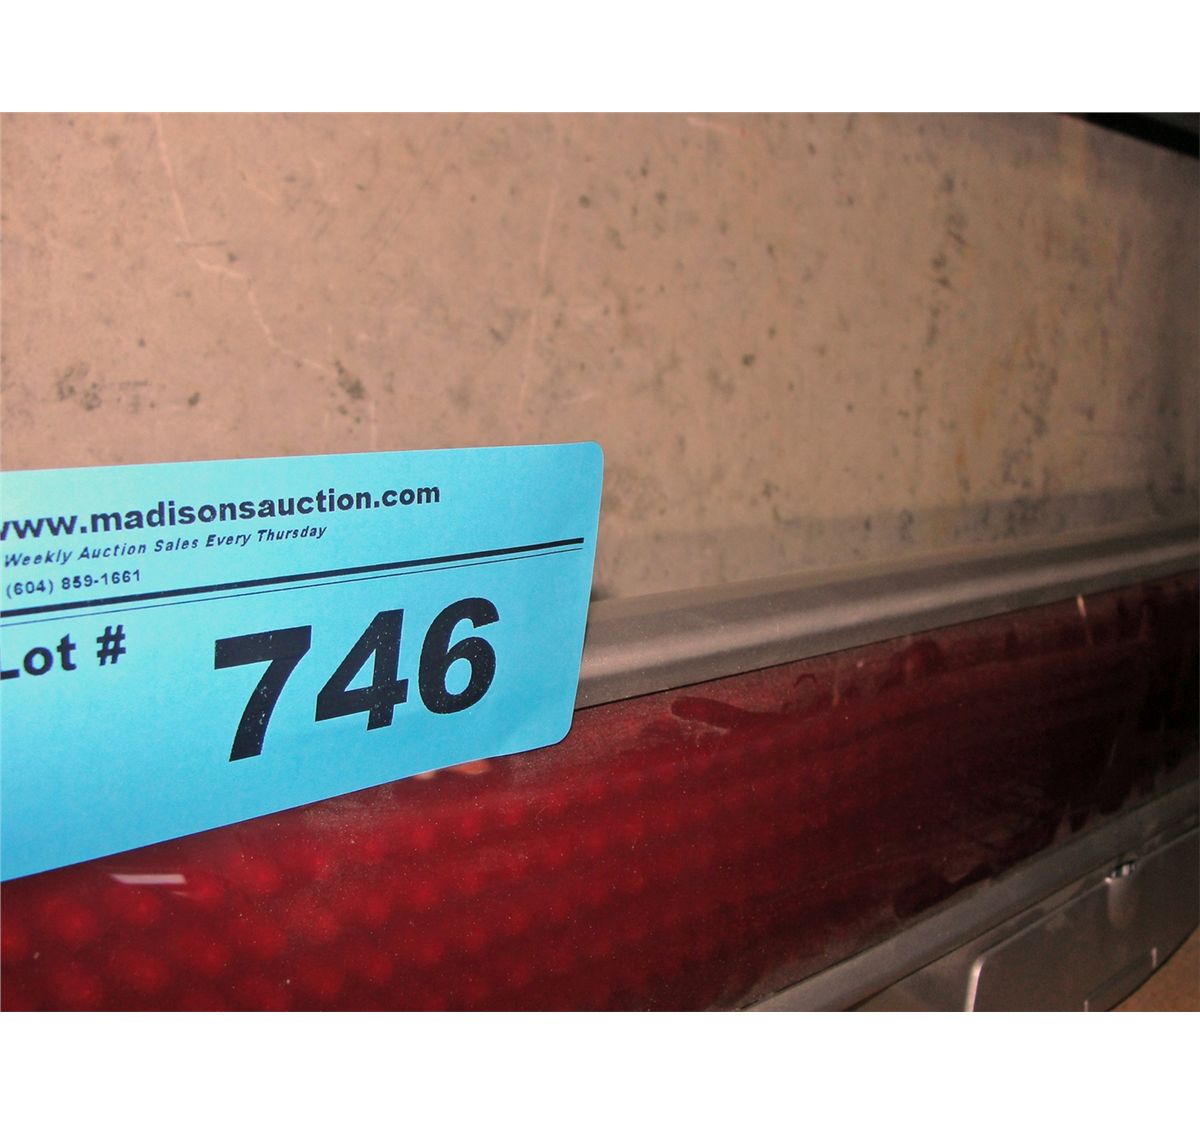 www.madisonsauction.com
Weekly Auction Sales Every Thursday
(604) 859-1661
Lot # 746